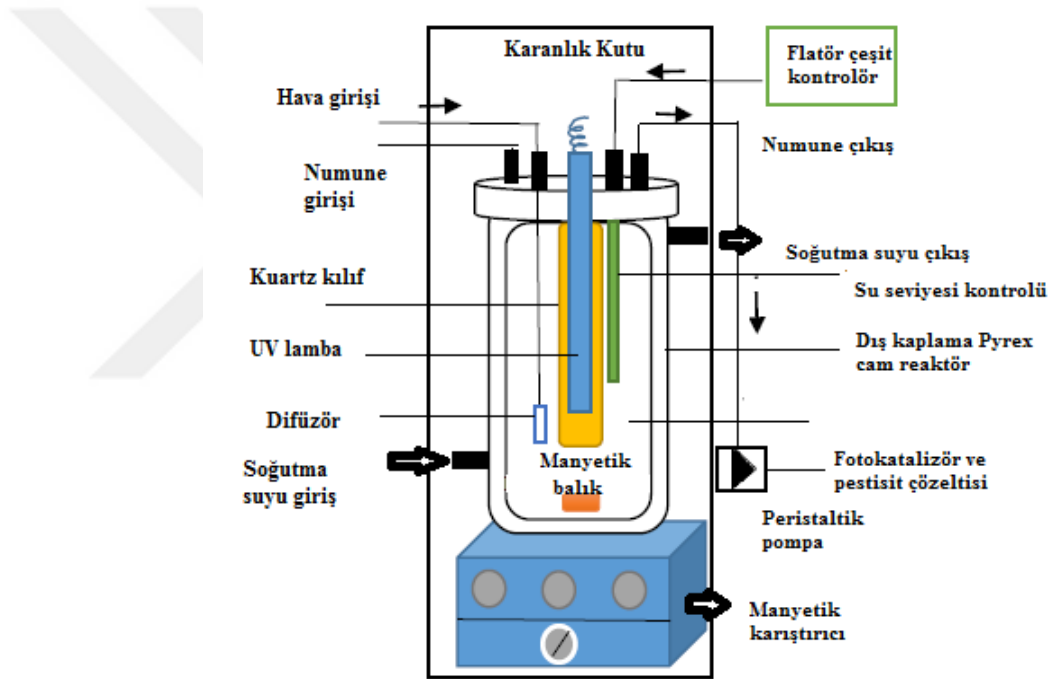 Karanlık Kutu
Flatör çeşit
kontrolör
Hava girişi
Numune çıkış
Numune
girişi
Soğutma suyu çıkış
Kuartz kılıf
Su seviyesi kontrolü
UV lamba
Dış kaplama Pyrex
cam reaktör
Difüzör
Manyetik
balık
Soğutma
suyu giriş
Fotokatalizör ve
pestisit çözeltisi
Peristaltik
pompa
Manyetik
karıştırıcı